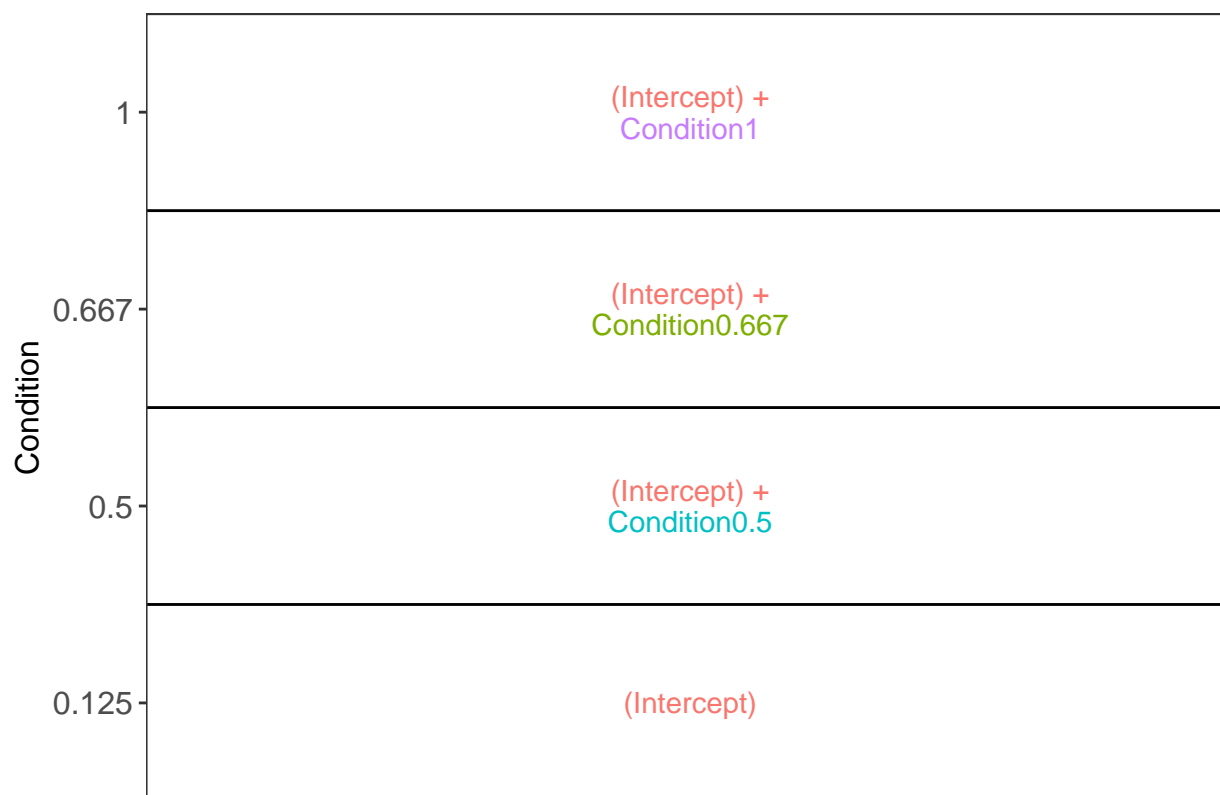 1
(Intercept) +
Condition1
0.667
(Intercept) +
Condition0.667
Condition
0.5
(Intercept) +
Condition0.5
0.125
(Intercept)